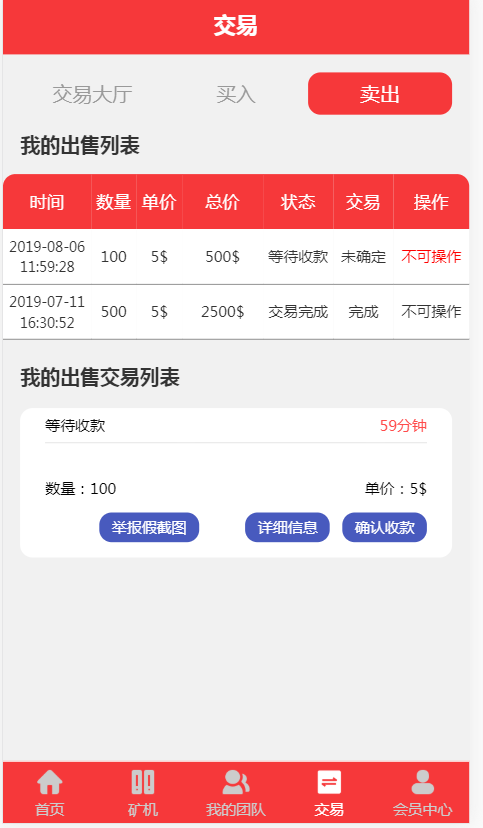 交易
交易大厅 买入 卖出
我的出售列表
时间 数量 单价 总价 状态 交易 操作
2019-08-06
11:59:28 100 5$ 500$ 等待收款 未确定 不可操作
2019-07-11
16:30:52 500 5$ 2500$ 交易完成 完成 不可操作
我的出售交易列表
等待收款 59分钟
数量：100 单价：5$
举报假截图 详细信息 确认收款
首页 矿机 我的团队 交易 会员中心